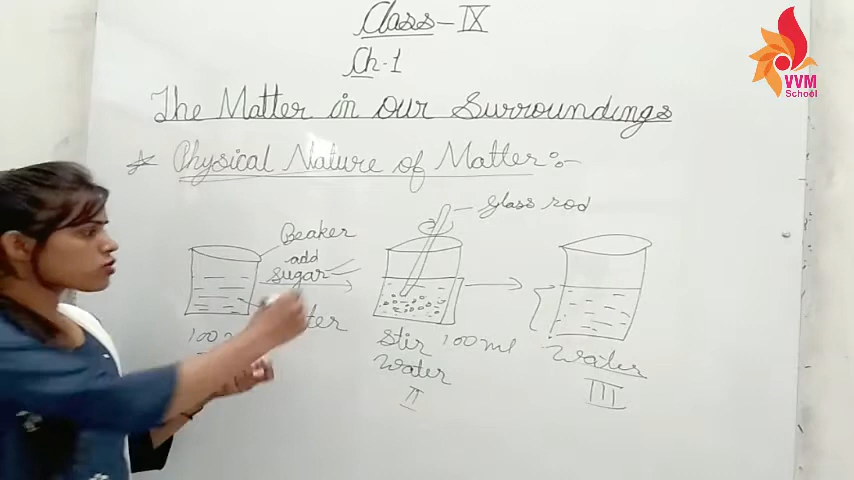 Class-IX
Ch-1
The Matter in our Surroundings
Physical Nature of Matter:-
Glass rod
Beaker
add
Sugar
100
Stir 100ml
Water
II
Water
III
VVM
School